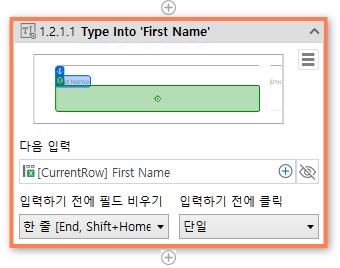 1.2.1.1 Type Into 'First Name'
First Name
Ema
다음 입력
[CurrentRow] First Name
입력하기 전에 필드 비우기
입력하기 전에 클릭
한 줄 [End, Shift+Home
단일